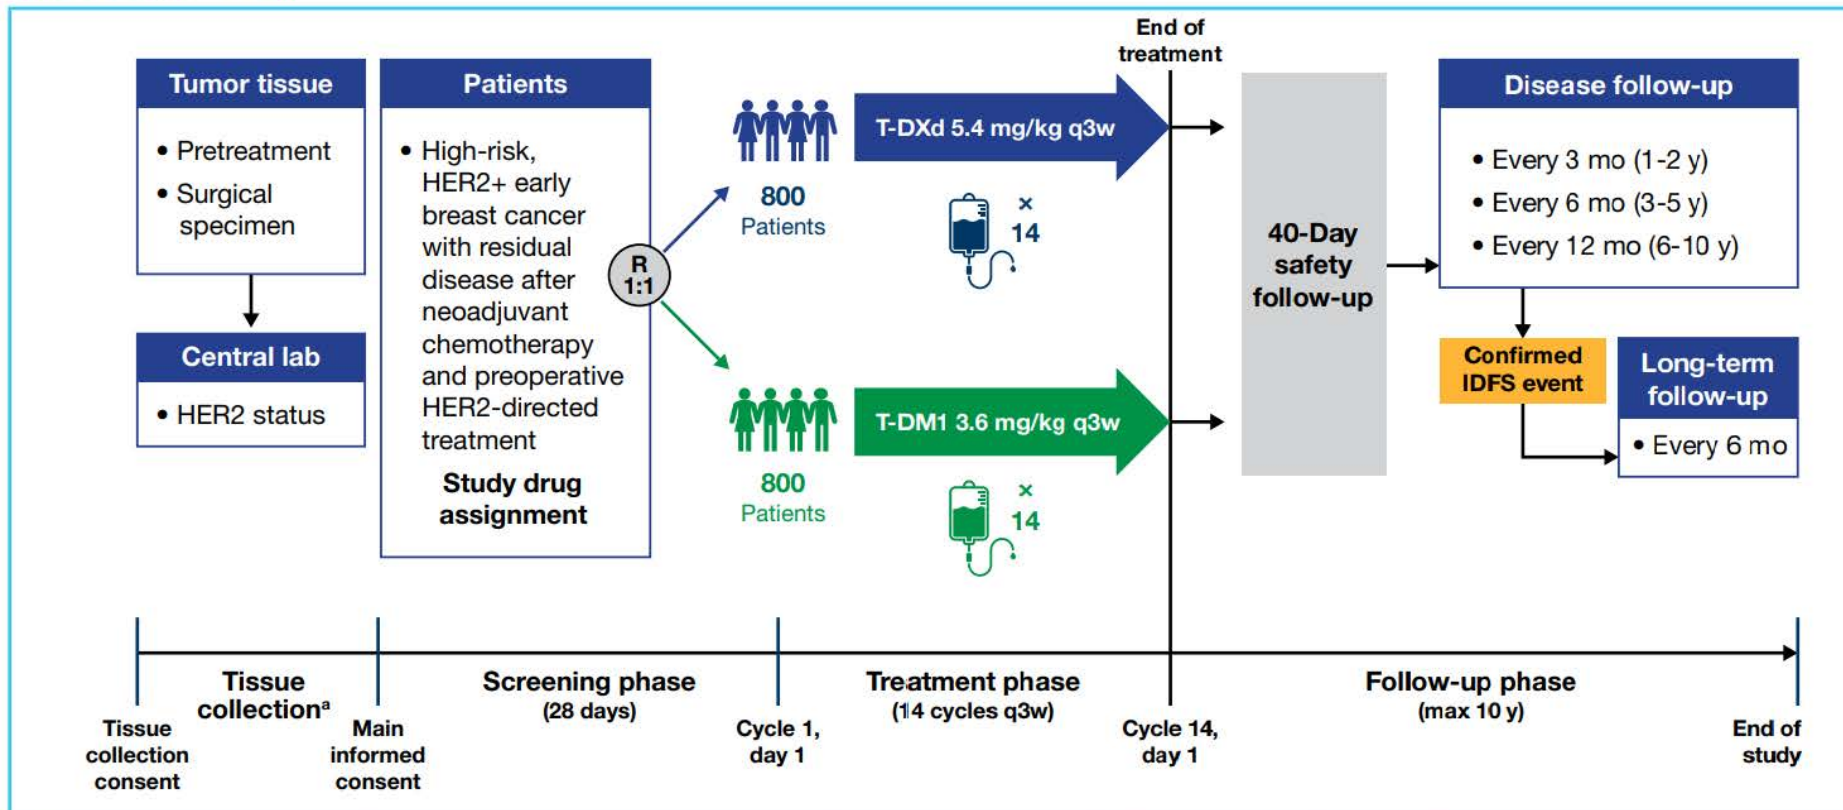 End of
treatment
Tumor tissue
• Pretreatment
• Surgical
specimen
Central lab
• HER2 status
Patients
• High-risk,
HER2+ early
breast cancer
with residual
disease after
neoadjuvant
chemotherapy
and preoperative
HER2-directed
treatment
Study drug
assignment
R
1:1
800
Patients
T-DXd 5.4 mg/kg q3w
×
14
800
Patients
T-DM1 3.6 mg/kg q3w
×
14
40-Day
safety
follow-up
Disease follow-up
• Every 3 mo (1-2 y)
• Every 6 mo (3-5 y)
• Every 12 mo (6-10 y)
Confirmed
IDFS event
Long-term
follow-up
• Every 6 mo
Tissue
collectionᵃ
Screening phase
(28 days)
Treatment phase
(14 cycles q3w)
Follow-up phase
(max 10 y)
Tissue
collection
consent
Main
informed
consent
Cycle 1,
day 1
Cycle 14,
day 1
End of
study